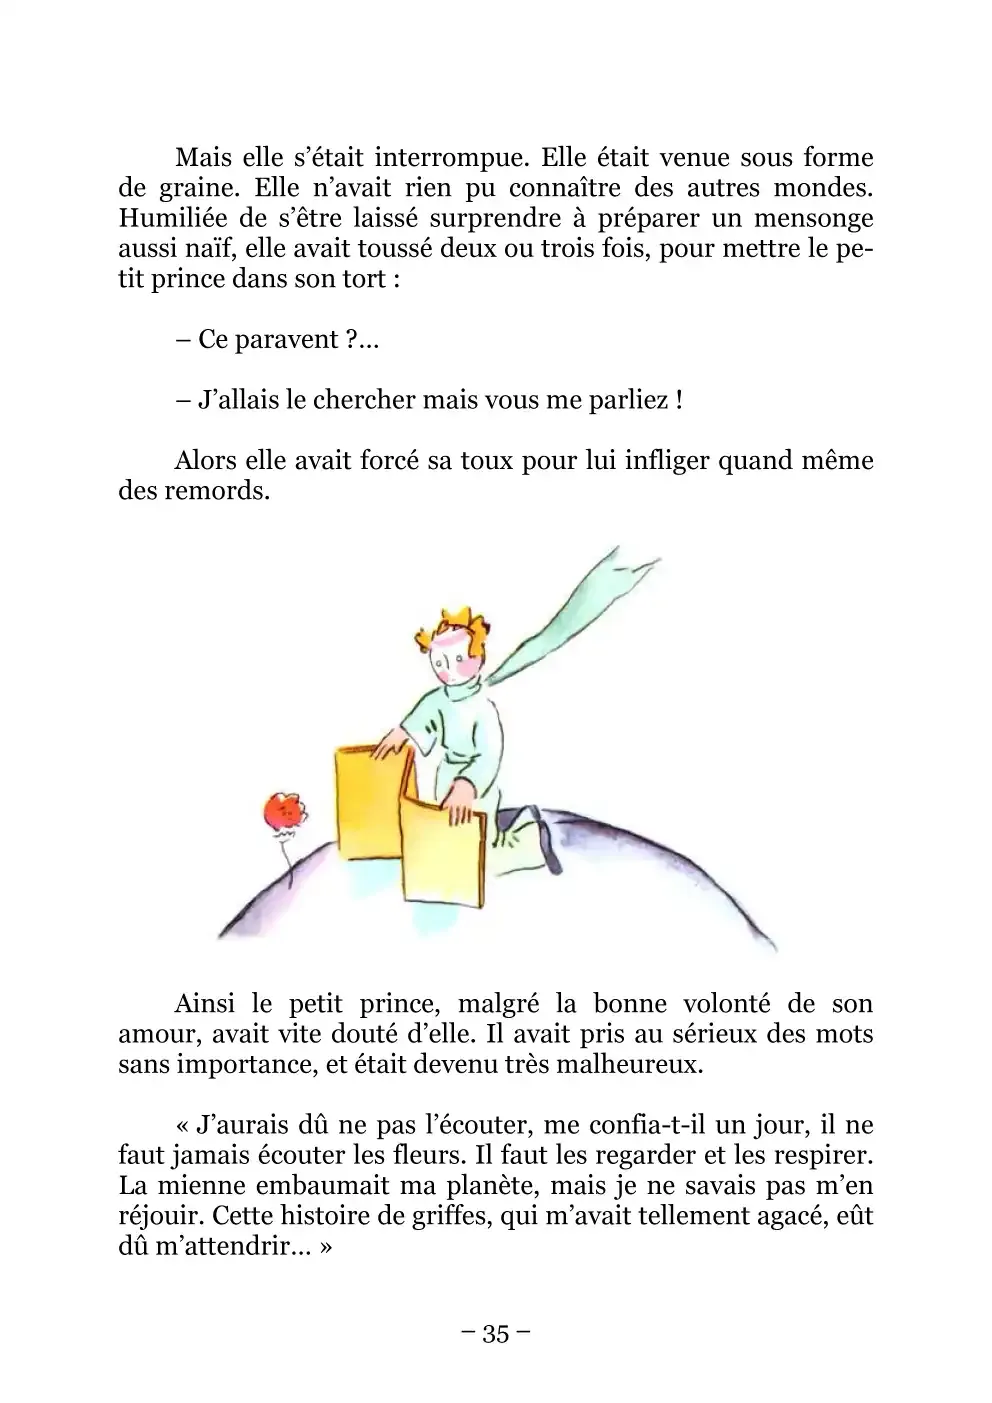 Mais elle s’était interrompue. Elle était venue sous forme
de graine. Elle n’avait rien pu connaître des autres mondes.
Humiliée de s’être laissé surprendre à préparer un mensonge
aussi naïf, elle avait toussé deux ou trois fois, pour mettre le pe-
tit prince dans son tort :
– Ce paravent ?…
– J’allais le chercher mais vous me parliez !
Alors elle avait forcé sa toux pour lui infliger quand même
des remords.
Ainsi le petit prince, malgré la bonne volonté de son
amour, avait vite douté d’elle. Il avait pris au sérieux des mots
sans importance, et était devenu très malheureux.
« J’aurais dû ne pas l’écouter, me confia-t-il un jour, il ne
faut jamais écouter les fleurs. Il faut les regarder et les respirer.
La mienne embaumait ma planète, mais je ne savais pas m’en
réjouir. Cette histoire de griffes, qui m’avait tellement agacé, eût
dû m’attendrir… »
– 35 –